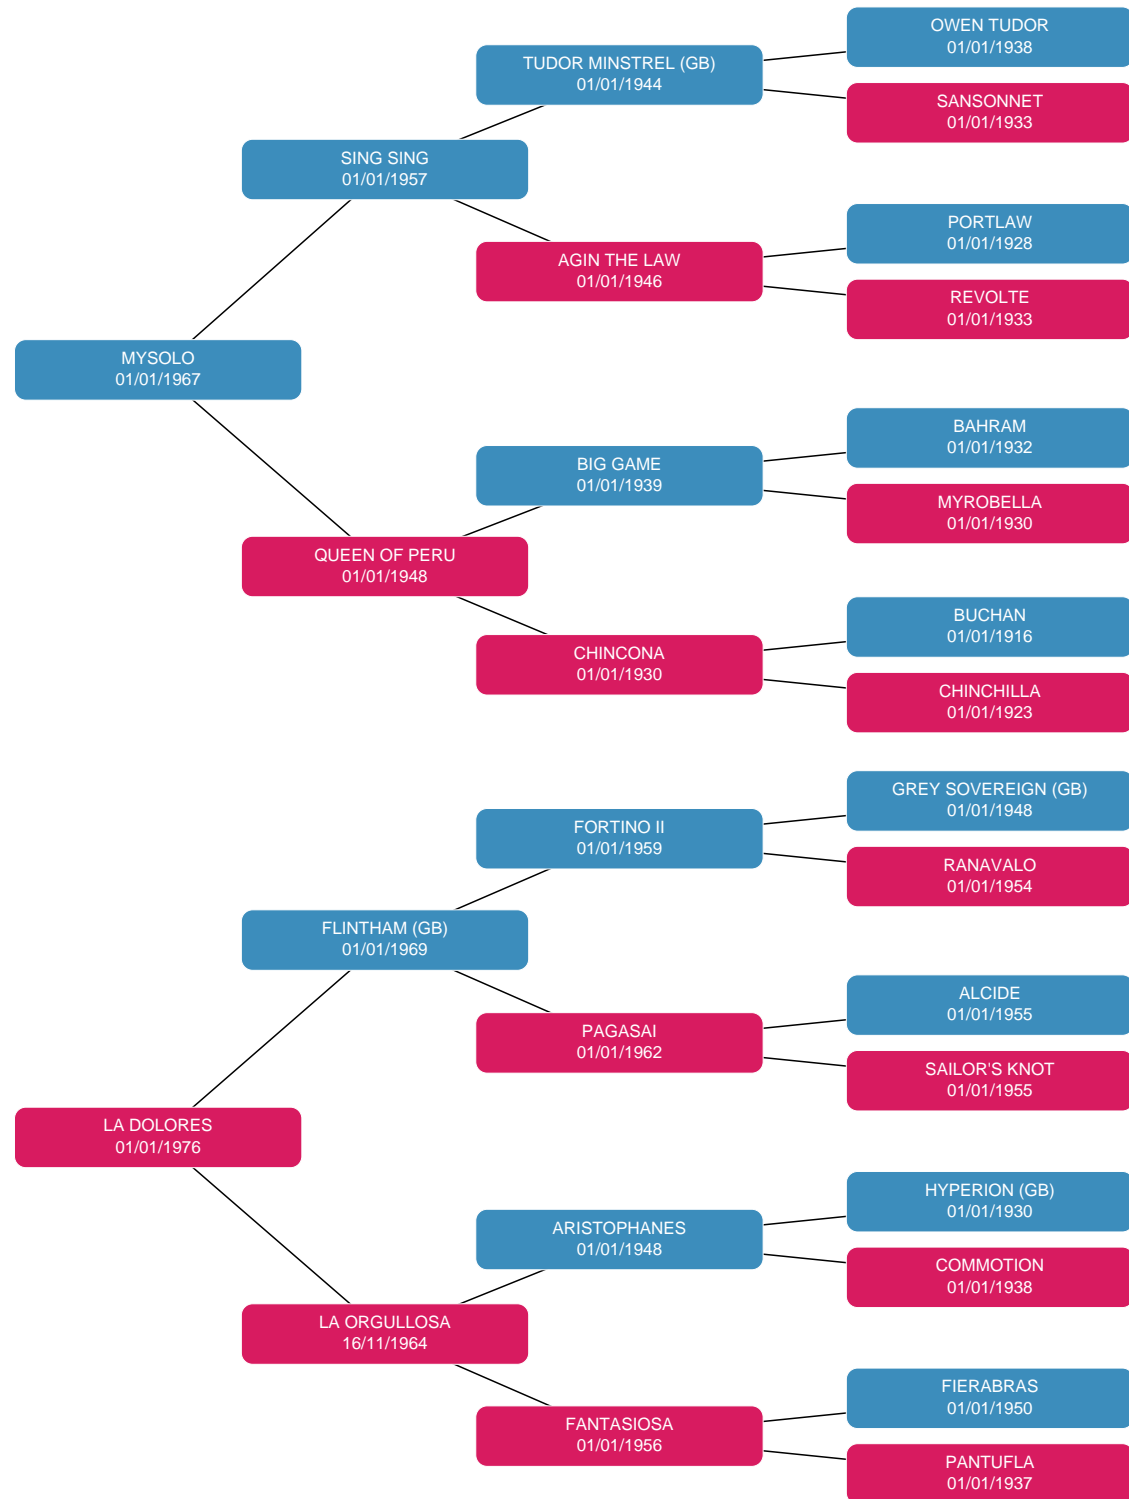 OWEN TUDOR
01/01/1938
TUDOR MINSTREL (GB)
01/01/1944
SANSONNET
01/01/1933
SING SING
01/01/1957
PORTLAW
01/01/1928
AGIN THE LAW
01/01/1946
REVOLTE
01/01/1933
MYSOLO
01/01/1967
BAHRAM
01/01/1932
BIG GAME
01/01/1939
MYROBELLA
01/01/1930
QUEEN OF PERU
01/01/1948
BUCHAN
01/01/1916
CHINCONA
01/01/1930
CHINCHILLA
01/01/1923
GREY SOVEREIGN (GB)
01/01/1948
FORTINO II
01/01/1959
RANAVALO
01/01/1954
FLINTHAM (GB)
01/01/1969
ALCIDE
01/01/1955
PAGASAI
01/01/1962
SAILOR'S KNOT
01/01/1955
LA DOLORES
01/01/1976
HYPERION (GB)
01/01/1930
ARISTOPHANES
01/01/1948
COMMOTION
01/01/1938
LA ORGULLOSA
16/11/1964
FIERABRAS
01/01/1950
FANTASIOSA
01/01/1956
PANTUFLA
01/01/1937